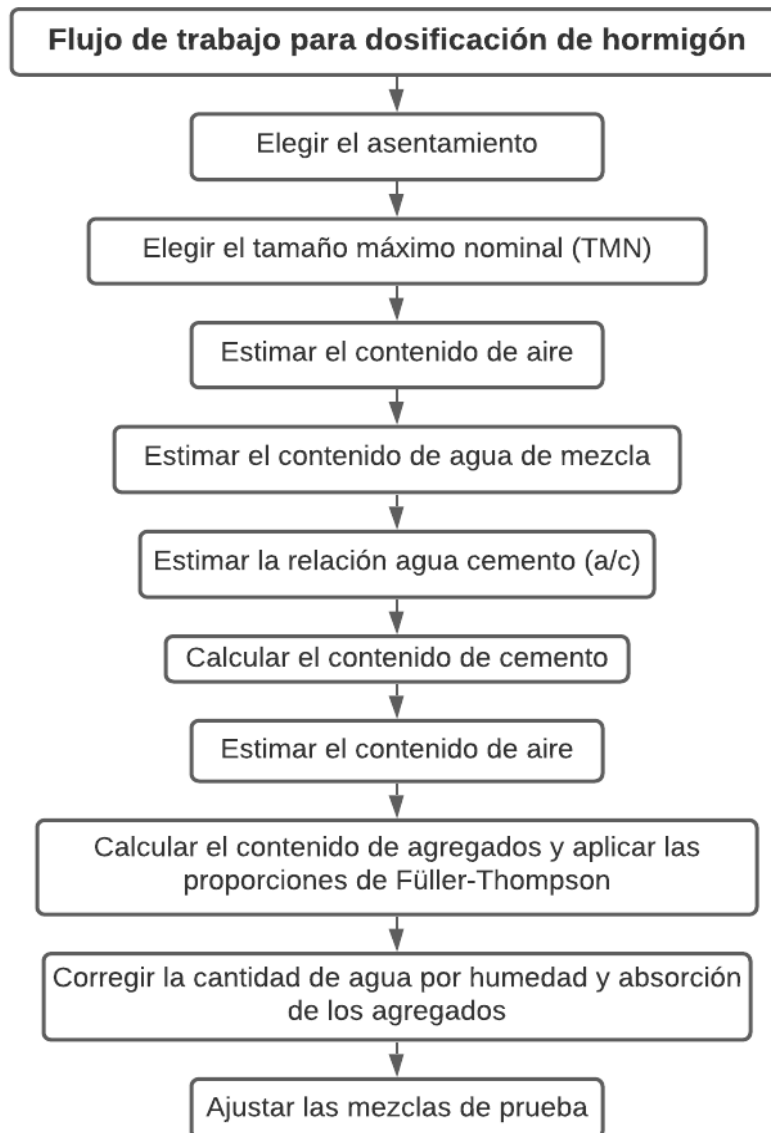 Flujo de trabajo para dosificación de hormigón
Elegir el asentamiento
Elegir el tamaño máximo nominal (TMN)
Estimar el contenido de aire
Estimar el contenido de agua de mezcla
Estimar la relación agua cemento (a/c)
Calcular el contenido de cemento
Estimar el contenido de aire
Calcular el contenido de agregados y aplicar las
proporciones de Füller-Thompson
Corregir la cantidad de agua por humedad y absorción
de los agregados
Ajustar las mezclas de prueba